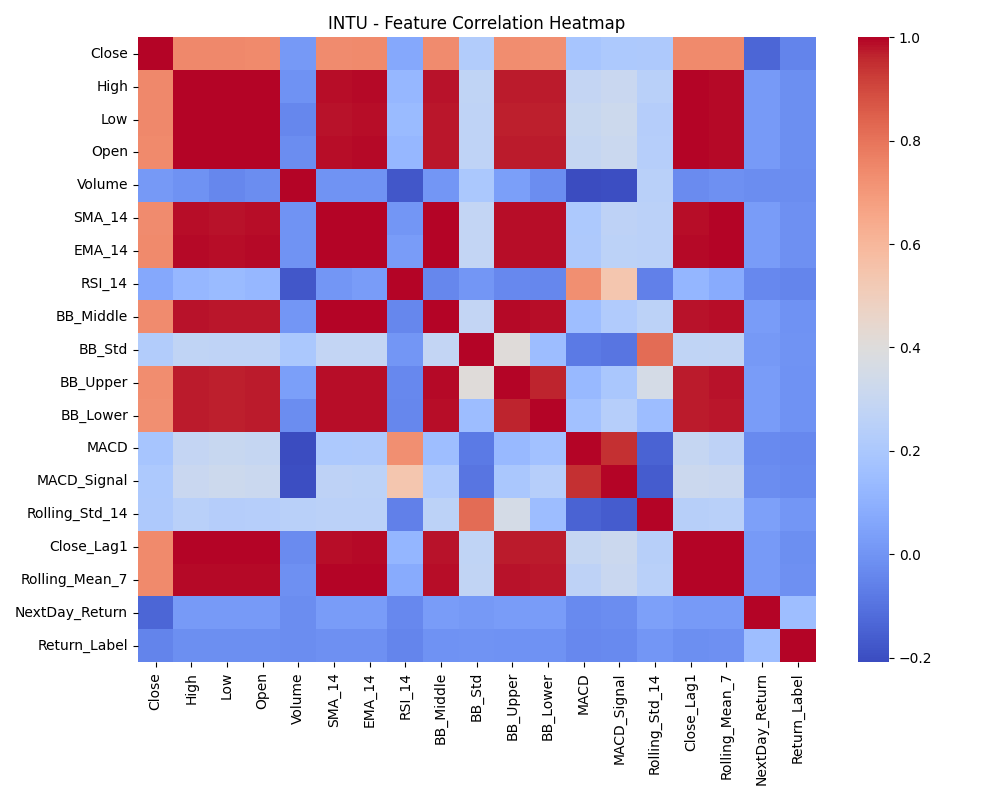 INTU - Feature Correlation Heatmap
Close
High
Low
Open
Volume
SMA_14
EMA_14
RSI_14
BB_Middle
BB_Std
BB_Upper
BB_Lower
MACD
MACD_Signal
Rolling_Std_14
Close_Lag1
Rolling_Mean_7
NextDay_Return
Return_Label
Close
High
Low
Open
Volume
SMA_14
EMA_14
RSI_14
BB_Middle
BB_Std
BB_Upper
BB_Lower
MACD
MACD_Signal
Rolling_Std_14
Close_Lag1
Rolling_Mean_7
NextDay_Return
Return_Label
1.0
0.8
0.6
0.4
0.2
0.0
−0.2